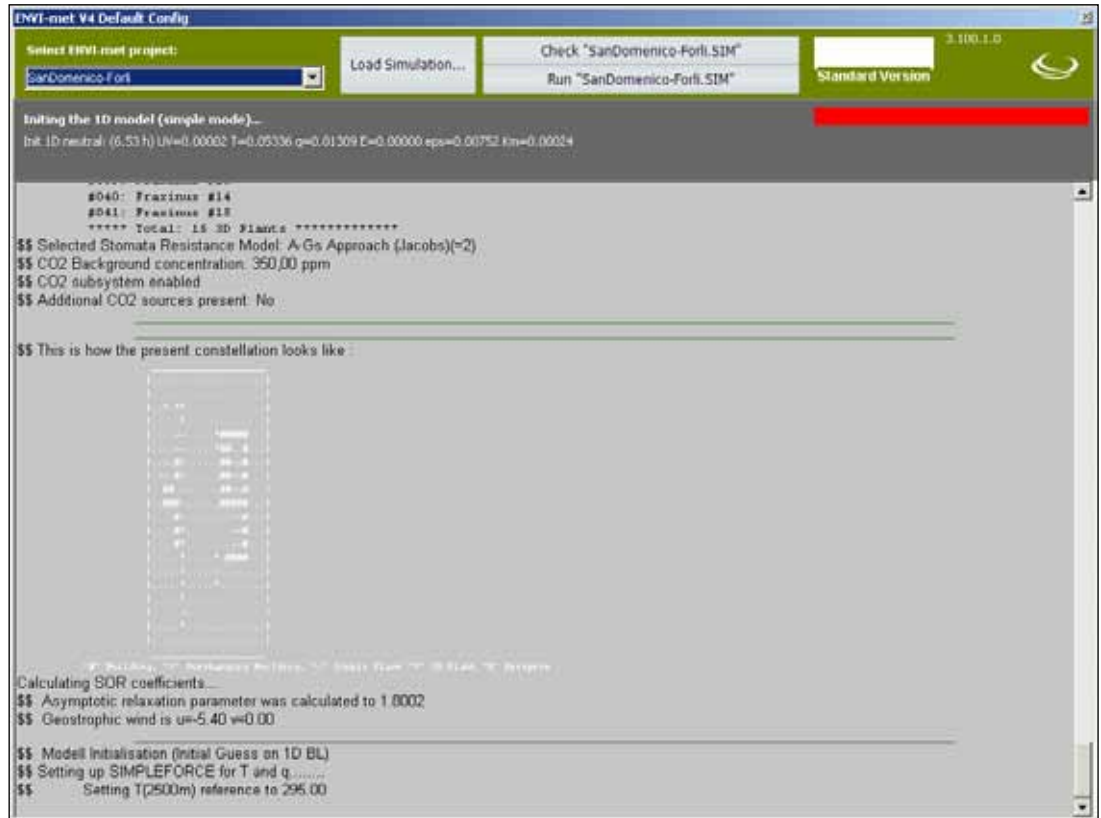 ENVI-met V4 Default Config
Select ENVI-met project:
SanDomenico-Forli
Load Simulation...
Check "SanDomenico-Forli.SIM"
Run "SanDomenico-Forli.SIM"
3.100.1.0
Standard Version
Initing the 1D model (simple mode)...
Init 1D neutral: (6.53 h) UV=0.00002 T=0.05336 q=0.01309 E=0.00000 eps=0.00752 Km=0.00024
#040: Fraxinus #14
#041: Fraxinus #18
***** Total: 15 3D Plants *************
$$ Selected Stomata Resistance Model: A-Gs Approach (Jacobs)(=2)
$$ CO2 Background concentration: 350,00 ppm
$$ CO2 subsystem enabled
$$ Additional CO2 sources present: No
$$ This is how the present constellation looks like :
Calculating SOR coefficients...
$$ Asymptotic relaxation parameter was calculated to 1.8002
$$ Geostrophic wind is u=-5.40 v=0.00
$$ Modell Initialisation (Initial Guess on 1D BL)
$$ Setting up SIMPLEFORCE for T and q........
$$ Setting T(2500m) reference to 295.00